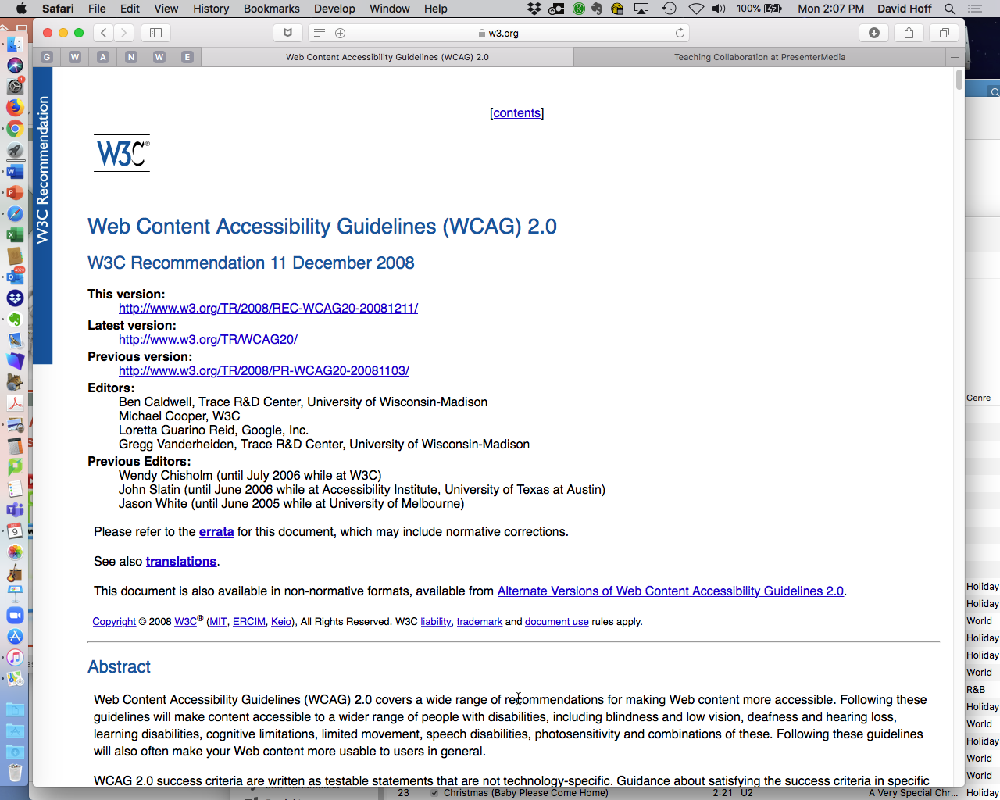 Safari File Edit View History Bookmarks Develop Window Help 100% Mon 2:07 PM David Hoff
w3.org
G W A N W E Web Content Accessibility Guidelines (WCAG) 2.0 Teaching Collaboration at PresenterMedia
W3C Recommendation
[contents]
W3C®
Web Content Accessibility Guidelines (WCAG) 2.0
W3C Recommendation 11 December 2008
This version:
http://www.w3.org/TR/2008/REC-WCAG20-20081211/
Latest version:
http://www.w3.org/TR/WCAG20/
Previous version:
http://www.w3.org/TR/2008/PR-WCAG20-20081103/
Editors:
Ben Caldwell, Trace R&D Center, University of Wisconsin-Madison
Michael Cooper, W3C
Loretta Guarino Reid, Google, Inc.
Gregg Vanderheiden, Trace R&D Center, University of Wisconsin-Madison
Previous Editors:
Wendy Chisholm (until July 2006 while at W3C)
John Slatin (until June 2006 while at Accessibility Institute, University of Texas at Austin)
Jason White (until June 2005 while at University of Melbourne)
Please refer to the errata for this document, which may include normative corrections.
See also translations.
This document is also available in non-normative formats, available from Alternate Versions of Web Content Accessibility Guidelines 2.0.
Copyright © 2008 W3C® (MIT, ERCIM, Keio), All Rights Reserved. W3C liability, trademark and document use rules apply.
Abstract
Web Content Accessibility Guidelines (WCAG) 2.0 covers a wide range of recommendations for making Web content more accessible. Following these
guidelines will make content accessible to a wider range of people with disabilities, including blindness and low vision, deafness and hearing loss,
learning disabilities, cognitive limitations, limited movement, speech disabilities, photosensitivity and combinations of these. Following these guidelines
will also often make your Web content more usable to users in general.
WCAG 2.0 success criteria are written as testable statements that are not technology-specific. Guidance about satisfying the success criteria in specific
Genre
Holiday
Holiday
World
Holiday
Holiday
World
R&B
Holiday
World
Holiday
World
World
23 Christmas (Baby Please Come Home) 2:21 U2 A Very Special Chr... Holiday